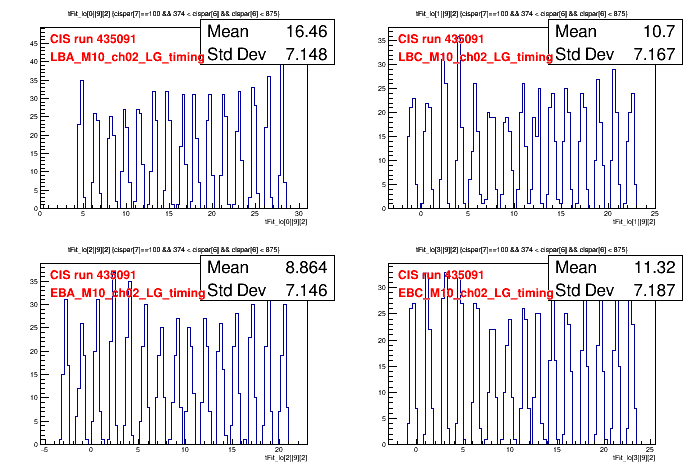 tFit_lo[0][9][2] {cispar[7]==100 && 374 < cispar[6] && cispar[6] < 875}
CIS run 435091
LBA_M10_ch02_LG_timing
Mean 16.46
Std Dev 7.148
45
40
35
30
25
20
15
10
5
0
0 5 10 15 20 25 30
tFit_lo[0][9][2]
tFit_lo[1][9][2] {cispar[7]==100 && 374 < cispar[6] && cispar[6] < 875}
CIS run 435091
LBC_M10_ch02_LG_timing
Mean 10.7
Std Dev 7.167
35
30
25
20
15
10
5
0
0 5 10 15 20 25
tFit_lo[1][9][2]
tFit_lo[2][9][2] {cispar[7]==100 && 374 < cispar[6] && cispar[6] < 875}
CIS run 435091
EBA_M10_ch02_LG_timing
Mean 8.864
Std Dev 7.146
35
30
25
20
15
10
5
0
-5 0 5 10 15 20
tFit_lo[2][9][2]
tFit_lo[3][9][2] {cispar[7]==100 && 374 < cispar[6] && cispar[6] < 875}
CIS run 435091
EBC_M10_ch02_LG_timing
Mean 11.32
Std Dev 7.187
30
25
20
15
10
5
0
0 5 10 15 20 25
tFit_lo[3][9][2]